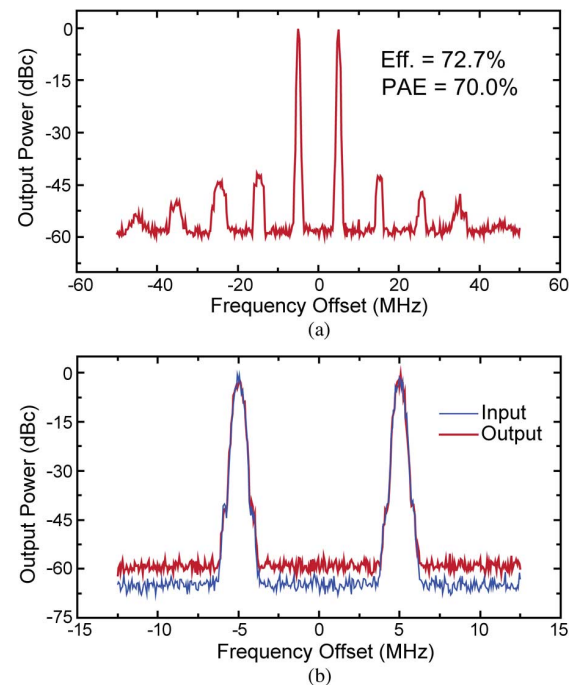 0
-15
-30
-45
-60
Output Power (dBc)
Eff. = 72.7%
PAE = 70.0%
-60 -40 -20 0 20 40 60
Frequency Offset (MHz)
(a)
0
-15
-30
-45
-60
-75
Output Power (dBc)
Input
Output
-15 -10 -5 0 5 10 15
Frequency Offset (MHz)
(b)